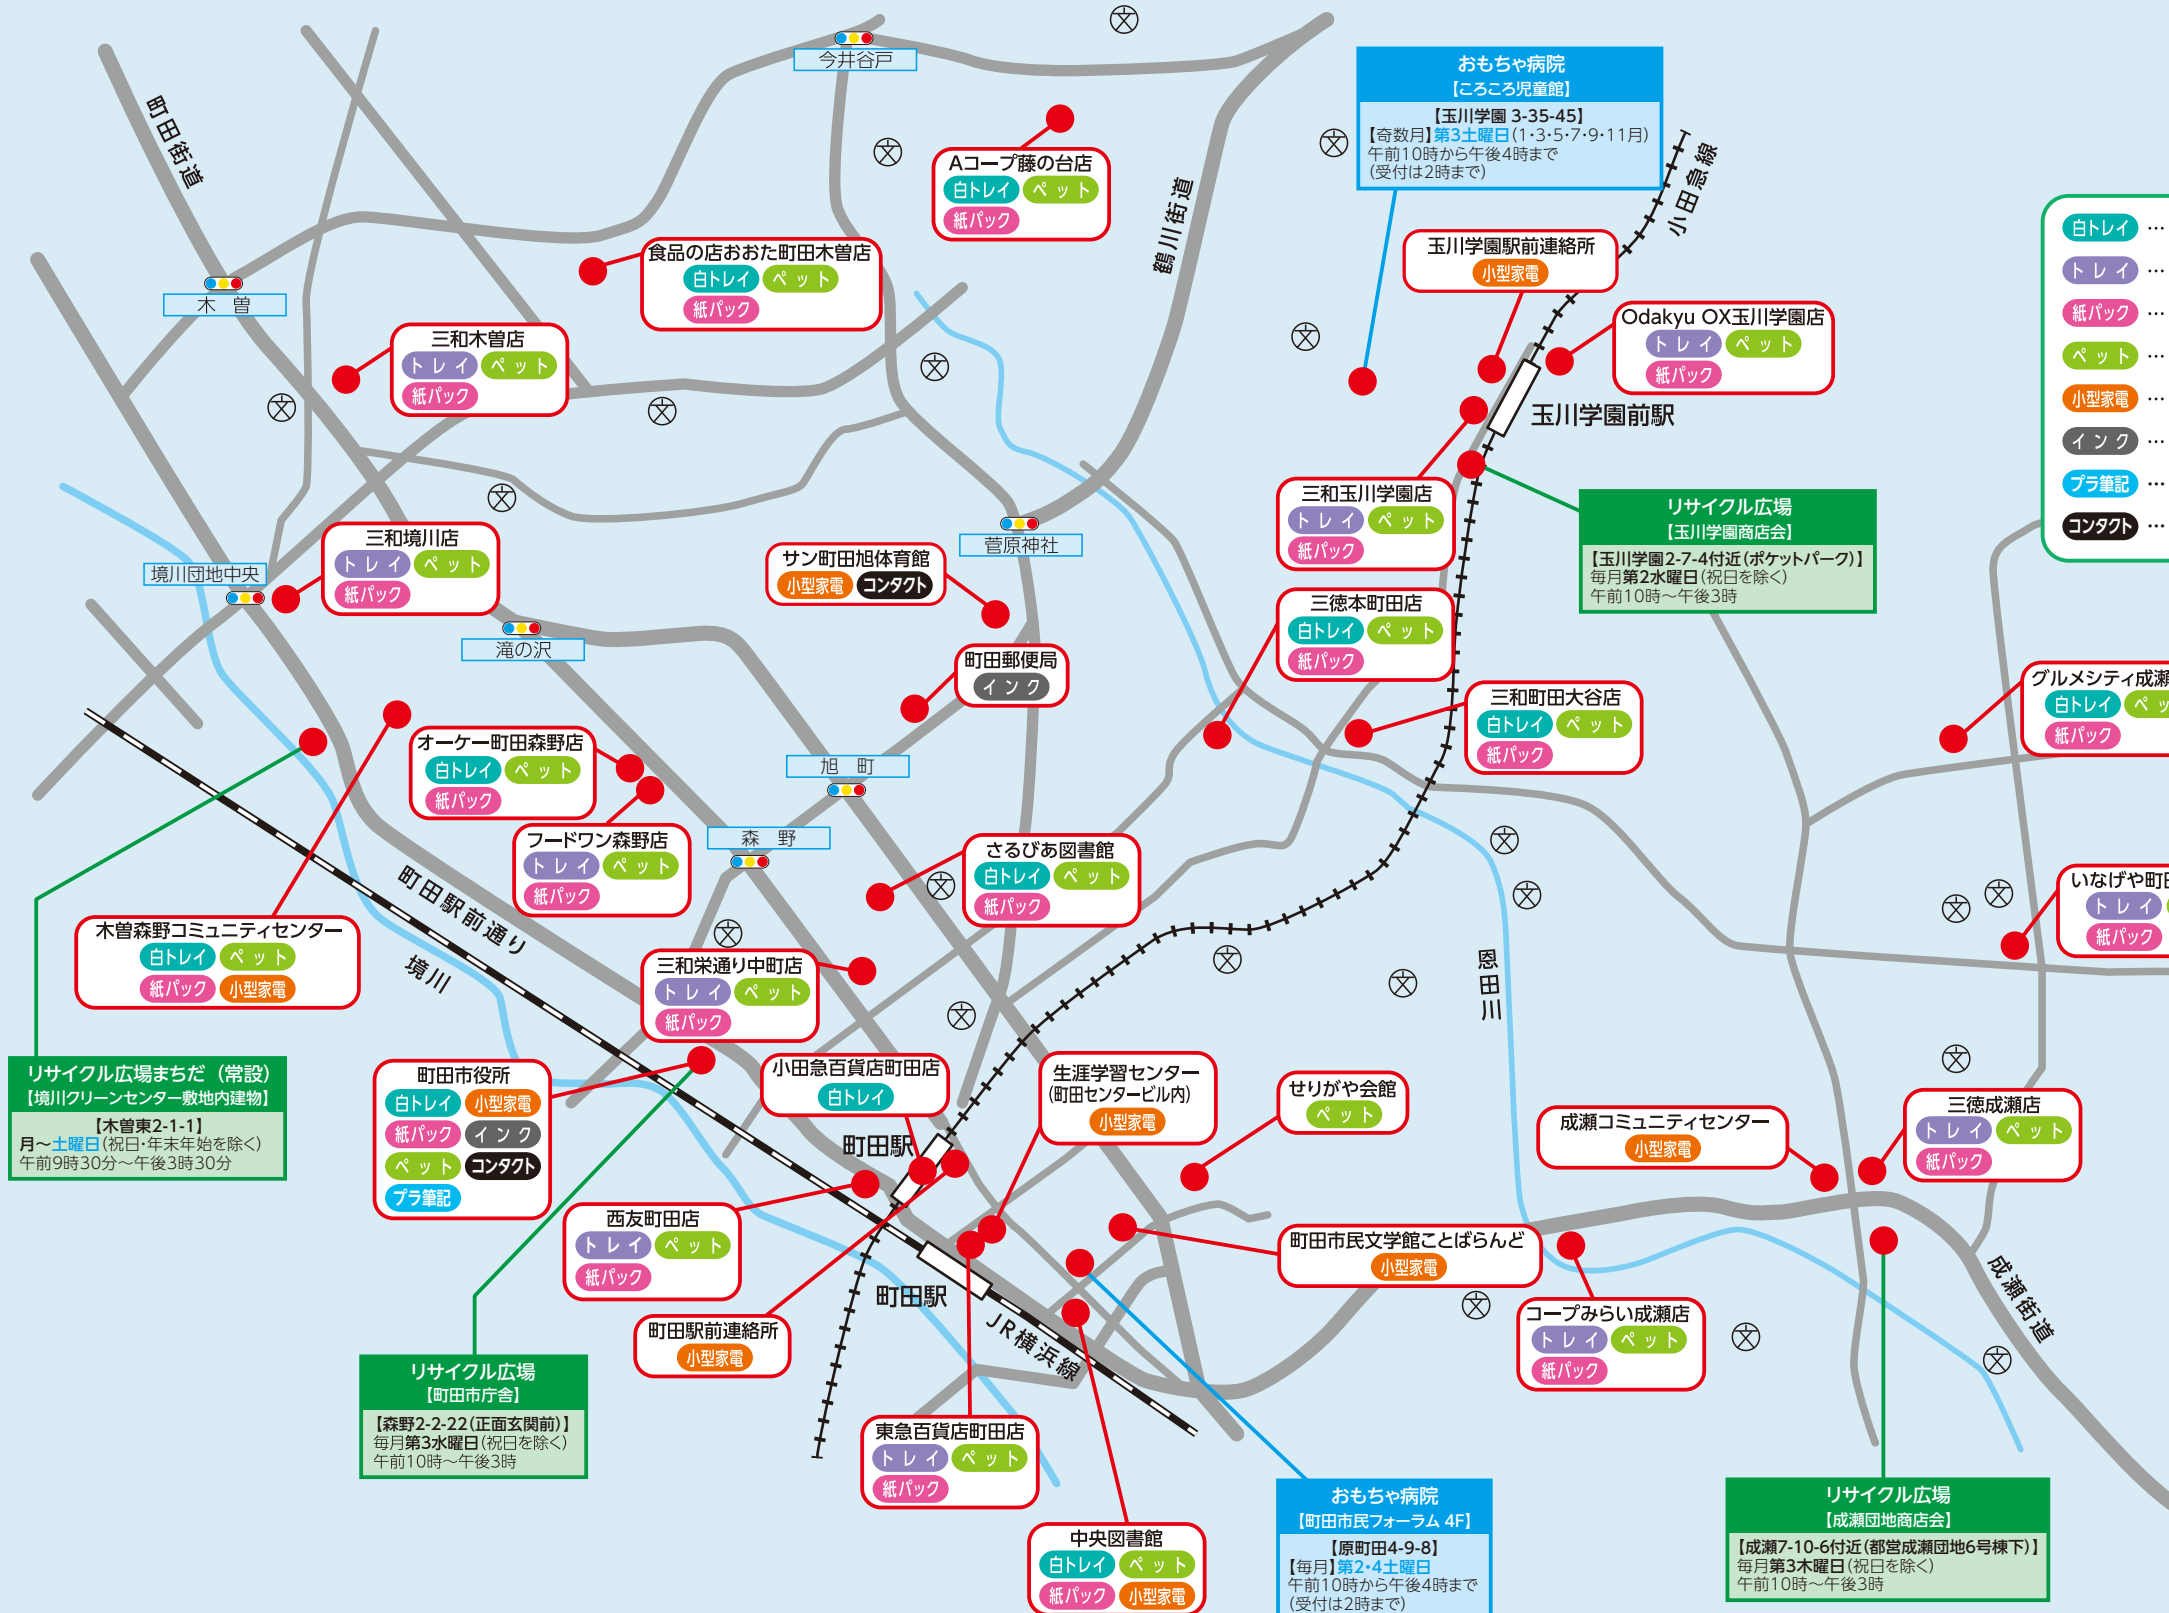 今井谷戸
町田街道
おもちゃ病院
【ころころ児童館】
【玉川学園 3-35-45】
【奇数月】第3土曜日(1・3・5・7・9・11月)
午前10時から午後4時まで
(受付は2時まで)
小田急線
Aコープ藤の台店
白トレイ ペット
紙パック
鶴川街道
白トレイ …
トレイ …
紙パック …
ペット …
小型家電 …
インク …
プラ筆記 …
コンタクト …
食品の店おおた町田木曽店
白トレイ ペット
紙パック
玉川学園駅前連絡所
小型家電
木 曽
三和木曽店
トレイ ペット
紙パック
Odakyu OX玉川学園店
トレイ ペット
紙パック
玉川学園前駅
三和玉川学園店
トレイ ペット
紙パック
リサイクル広場
【玉川学園商店会】
【玉川学園2-7-4付近(ポケットパーク)】
毎月第2水曜日(祝日を除く)
午前10時〜午後3時
三和境川店
トレイ ペット
紙パック
境川団地中央
菅原神社
サン町田旭体育館
小型家電 コンタクト
三徳本町田店
白トレイ ペット
紙パック
滝の沢
町田郵便局
インク
三和町田大谷店
白トレイ ペット
紙パック
グルメシティ成瀬
白トレイ ペッ
紙パック
オーケー町田森野店
白トレイ ペット
紙パック
旭 町
森 野
フードワン森野店
トレイ ペット
紙パック
さるびあ図書館
白トレイ ペット
紙パック
いなげや町田
トレイ
紙パック
町田駅前通り
境川
恩田川
木曽森野コミュニティセンター
白トレイ ペット
紙パック 小型家電
三和栄通り中町店
トレイ ペット
紙パック
リサイクル広場まちだ(常設)
【境川クリーンセンター敷地内建物】
【木曽東2-1-1】
月〜土曜日(祝日・年末年始を除く)
午前9時30分〜午後3時30分
町田市役所
白トレイ 小型家電
紙パック インク
ペット コンタクト
プラ筆記
小田急百貨店町田店
白トレイ
生涯学習センター
(町田センタービル内)
小型家電
せりがや会館
ペット
成瀬コミュニティセンター
小型家電
三徳成瀬店
トレイ ペット
紙パック
町田駅
西友町田店
トレイ ペット
紙パック
町田市民文学館ことばらんど
小型家電
町田駅
JR横浜線
成瀬街道
コープみらい成瀬店
トレイ ペット
紙パック
町田駅前連絡所
小型家電
リサイクル広場
【町田市庁舎】
【森野2-2-22(正面玄関前)】
毎月第3水曜日(祝日を除く)
午前10時〜午後3時
東急百貨店町田店
トレイ ペット
紙パック
中央図書館
白トレイ ペット
紙パック 小型家電
おもちゃ病院
【町田市民フォーラム 4F】
【原町田4-9-8】
【毎月】第2・4土曜日
午前10時から午後4時まで
(受付は2時まで)
リサイクル広場
【成瀬団地商店会】
【成瀬7-10-6付近(都営成瀬団地6号棟下)】
毎月第3木曜日(祝日を除く)
午前10時〜午後3時